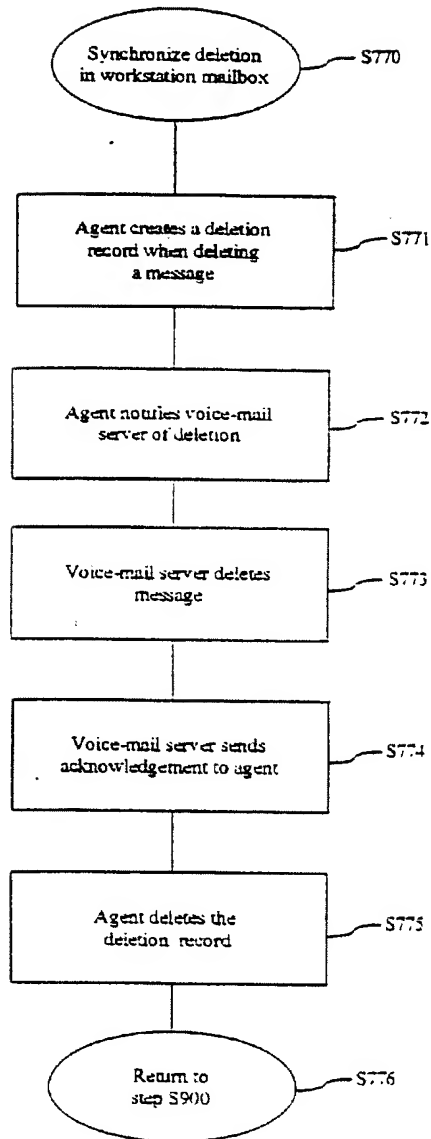 Synchronize deletion
in workstation mailbox
S770
Agent creates a deletion
record when deleting
a message
S771
Agent notifies voice-mail
server of deletion
S772
Voice-mail server deletes
message
S773
Voice-mail server sends
acknowledgement to agent
S774
Agent deletes the
deletion record
S775
Return to
step S900
S776